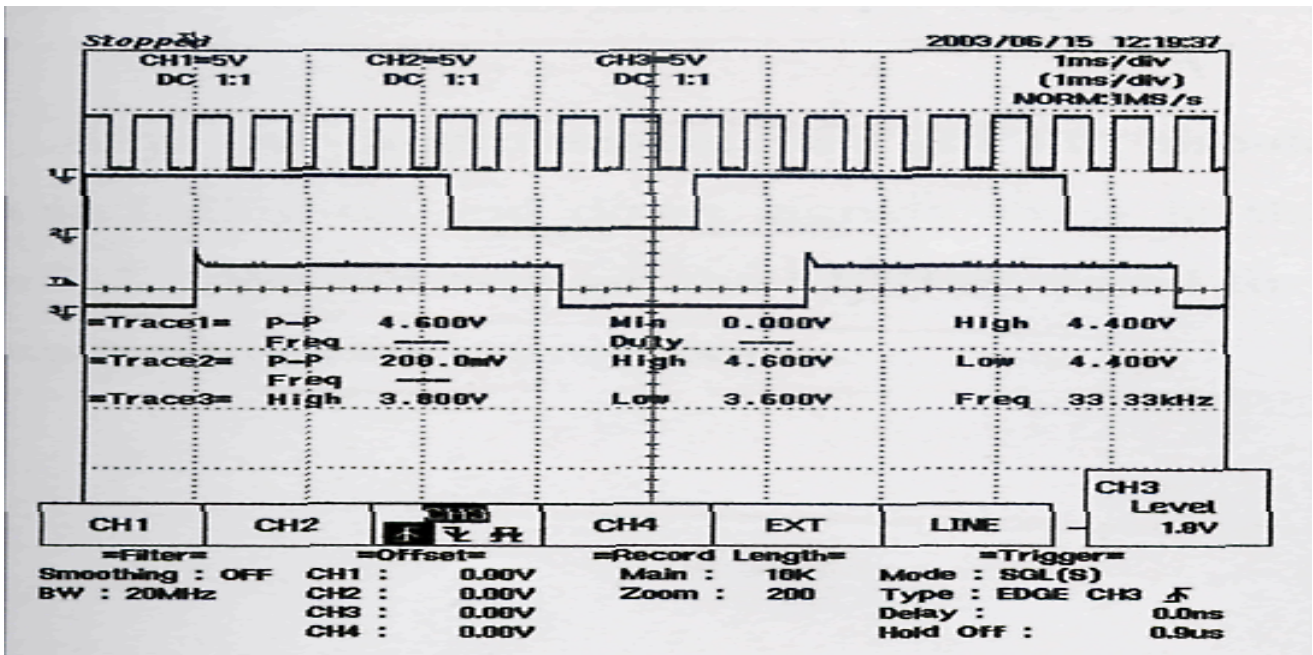 Stopped 2003/06/15 12:19:37
CH1=5V CH2=5V CH3=5V 1ms/div
DC 1:1 DC 1:1 DC 1:1 (1ms/div)
NORM:1MS/s
=Trace1= P-P 4.600V Min 0.000V High 4.400V
Freq Duty
=Trace2= P-P 200.0mV High 4.600V Low 4.400V
Freq
=Trace3= High 3.800V Low 3.600V Freq 33.33kHz
CH3
Level
1.8V
CH1 CH2 CH3 CH4 EXT LINE
=Filter= =Offset= =Record Length= =Trigger=
Smoothing : OFF CH1 : 0.00V Main : 10K Mode : SGL(S)
BW : 20MHz CH2 : 0.00V Zoom : 200 Type : EDGE CH3
CH3 : 0.00V Delay : 0.0ns
CH4 : 0.00V Hold Off : 0.9us